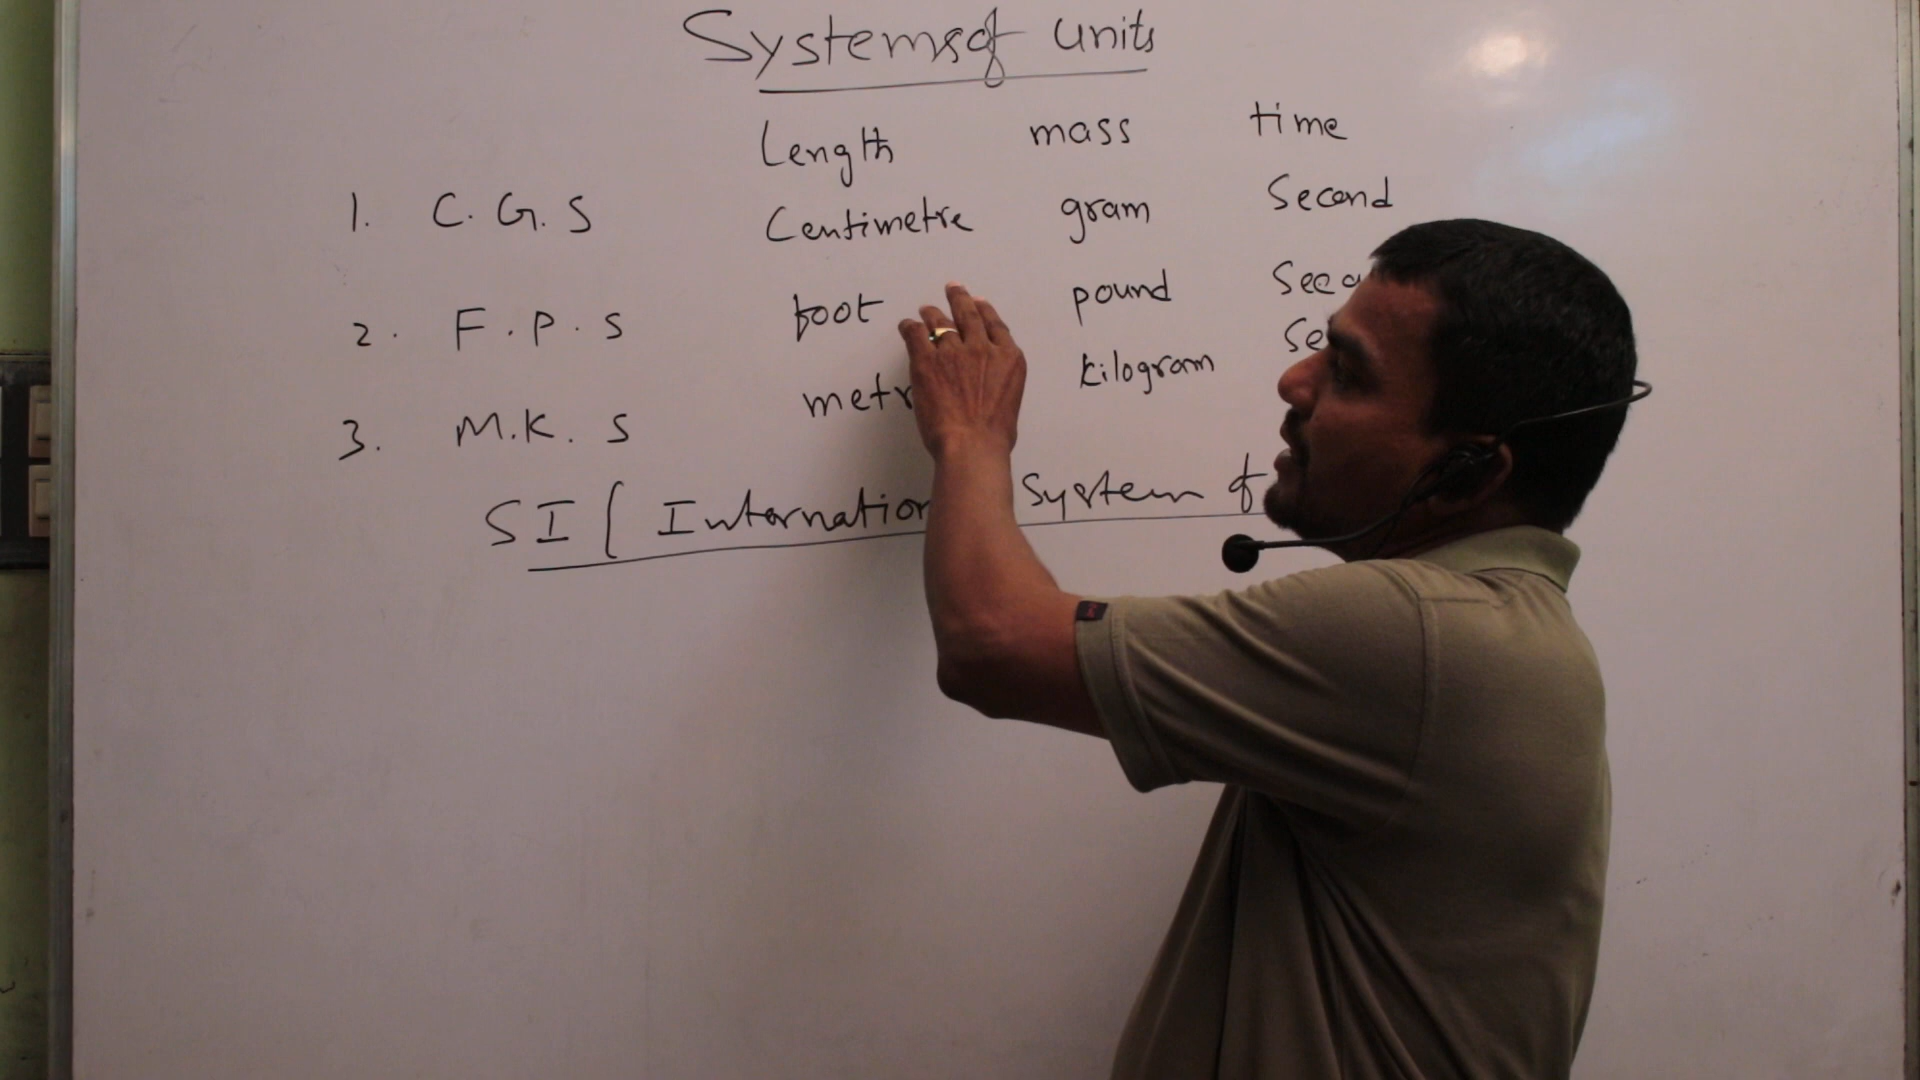 Systems of units
Length mass time
1. C.G.S Centimetre gram Second
2. F.P.S foot pound
3. M.K.S kilogram
SI ( System of